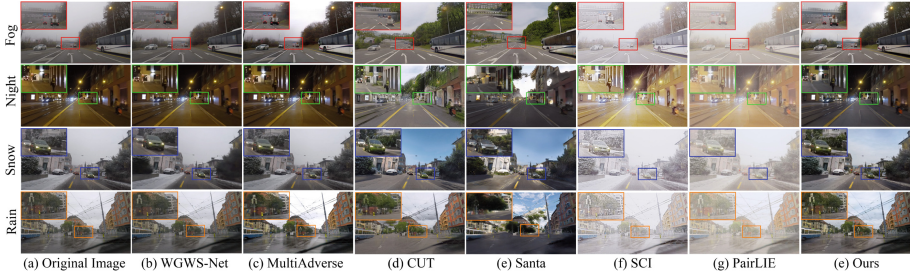 Fog
Night
Snow
Rain
(a) Original Image (b) WGWS-Net (c) MultiAdverse (d) CUT (e) Santa (f) SCI (g) PairLIE (e) Ours